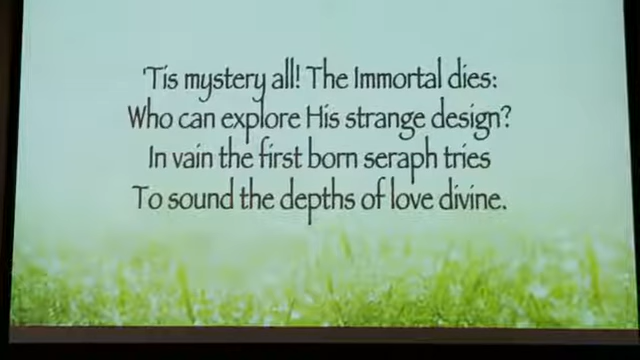 'Tis mystery all! The Immortal dies:
Who can explore His strange design?
In vain the first born seraph tries
To sound the depths of love divine.